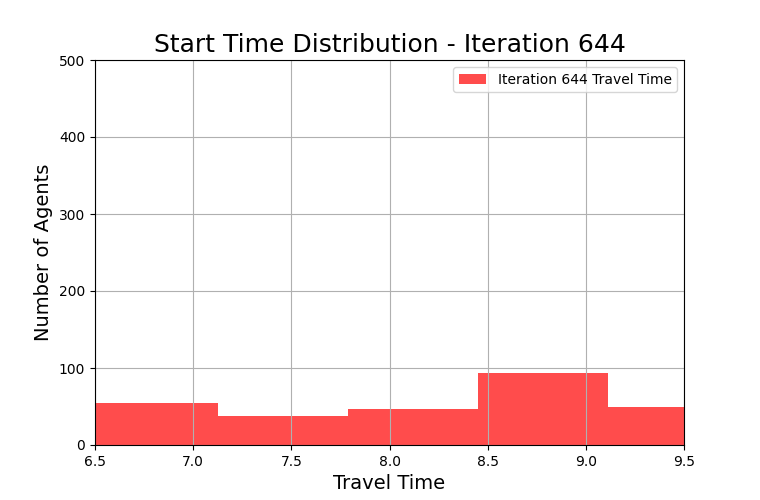 Start Time Distribution - Iteration 644
Iteration 644 Travel Time
Number of Agents
500
400
300
200
100
0
6.5 7.0 7.5 8.0 8.5 9.0 9.5
Travel Time